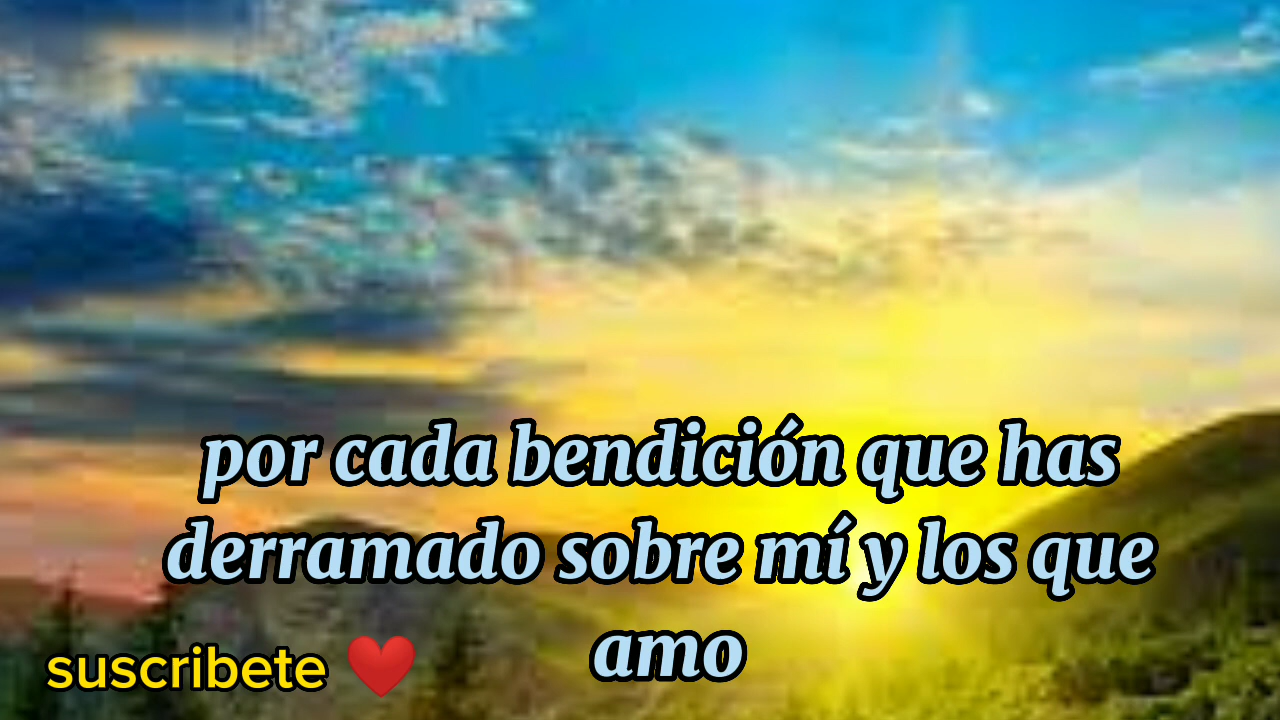 por cada bendición que has
derramado sobre mí y los que
amo
suscribete ❤️